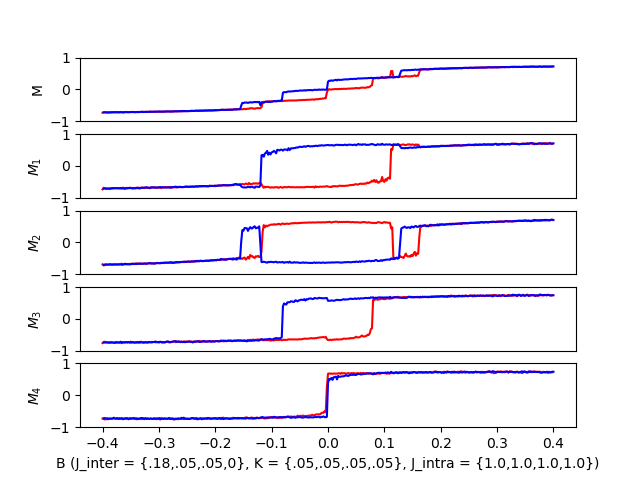 1
0
−1
M
1
0
−1
M₁
1
0
−1
M₂
1
0
−1
M₃
1
0
−1
M₄
−0.4 −0.3 −0.2 −0.1 0.0 0.1 0.2 0.3 0.4
B (J_inter = {.18,.05,.05,0}, K = {.05,.05,.05,.05}, J_intra = {1.0,1.0,1.0,1.0})